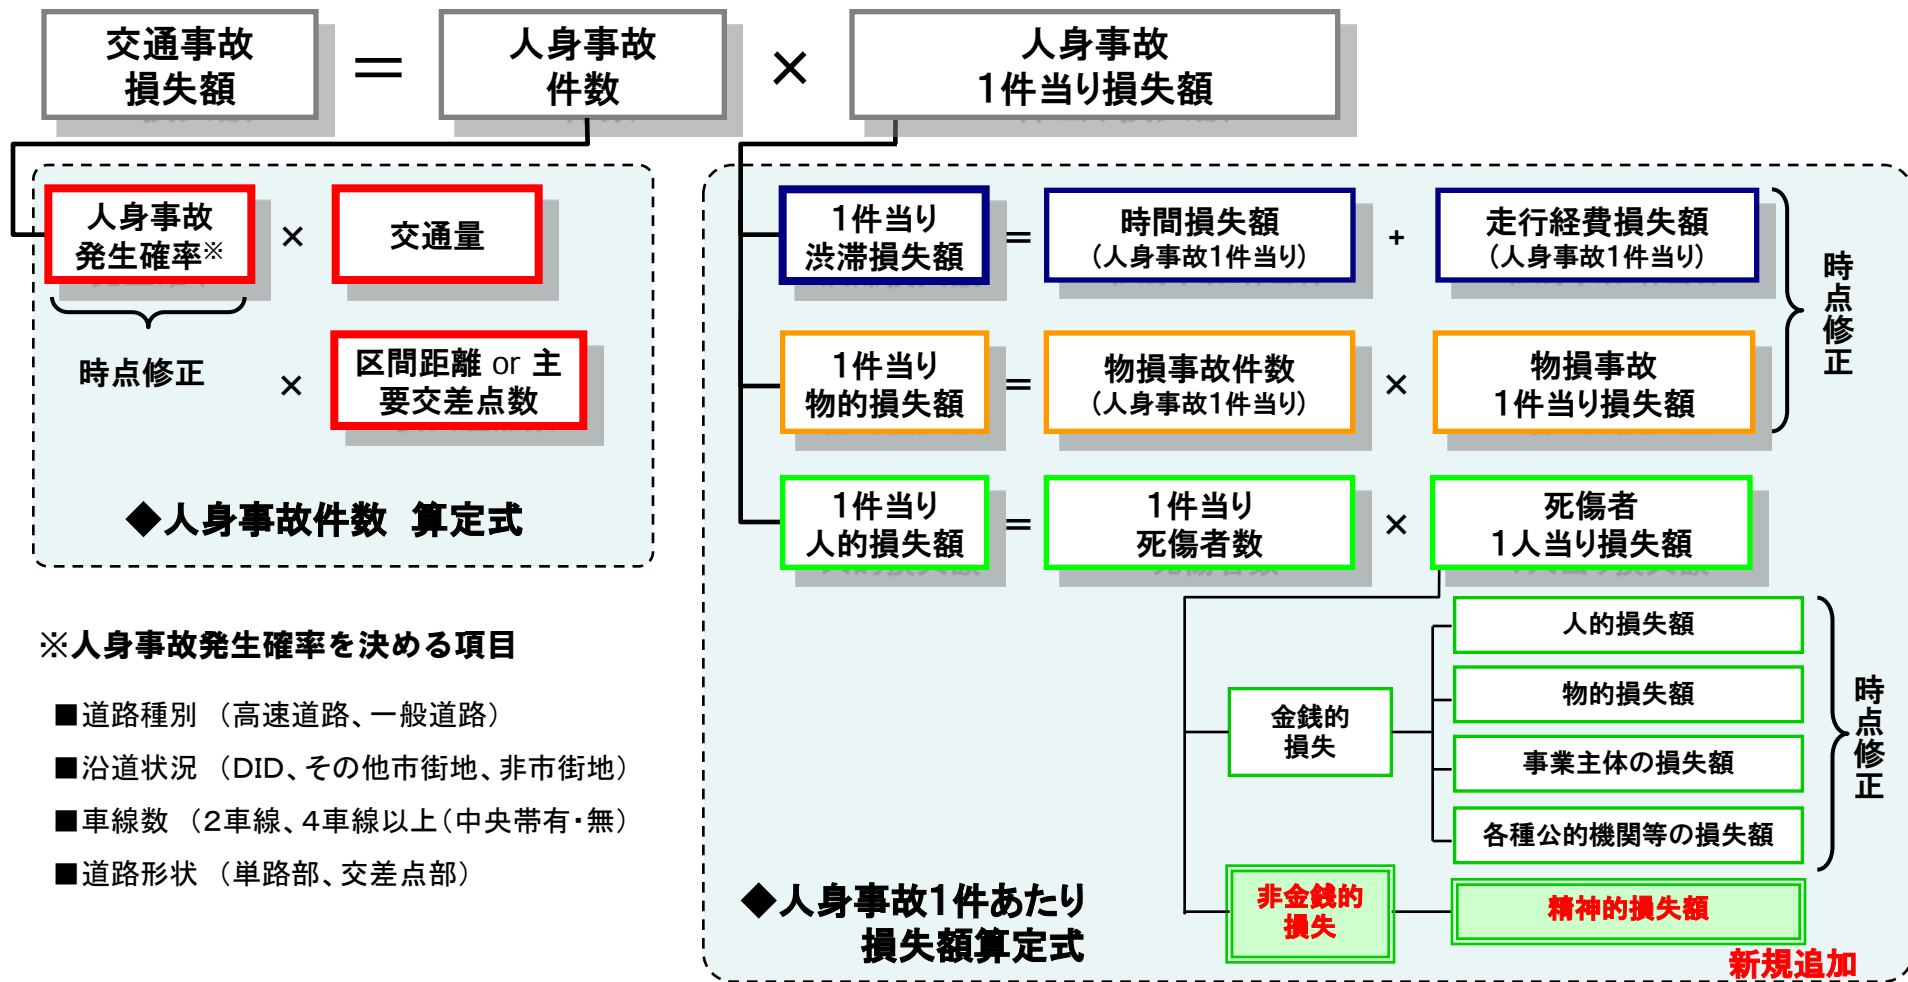 交通事故
損失額
＝
人身事故
件数
×
人身事故
1件当り損失額
人身事故
発生確率※
×
交通量
時点修正
×
区間距離 or 主
要交差点数
◆人身事故件数 算定式
1件当り
渋滞損失額
＝
時間損失額
(人身事故1件当り)
+
走行経費損失額
(人身事故1件当り)
1件当り
物的損失額
＝
物損事故件数
(人身事故1件当り)
×
物損事故
1件当り損失額
時点修正
1件当り
人的損失額
＝
1件当り
死傷者数
×
死傷者
1人当り損失額
金銭的
損失
人的損失額
物的損失額
事業主体の損失額
各種公的機関等の損失額
時点修正
非金銭的
損失
精神的損失額
新規追加
◆人身事故1件あたり
損失額算定式
※人身事故発生確率を決める項目
■道路種別 （高速道路、一般道路）
■沿道状況 （DID、その他市街地、非市街地）
■車線数 （2車線、4車線以上（中央帯有・無）
■道路形状 （単路部、交差点部）